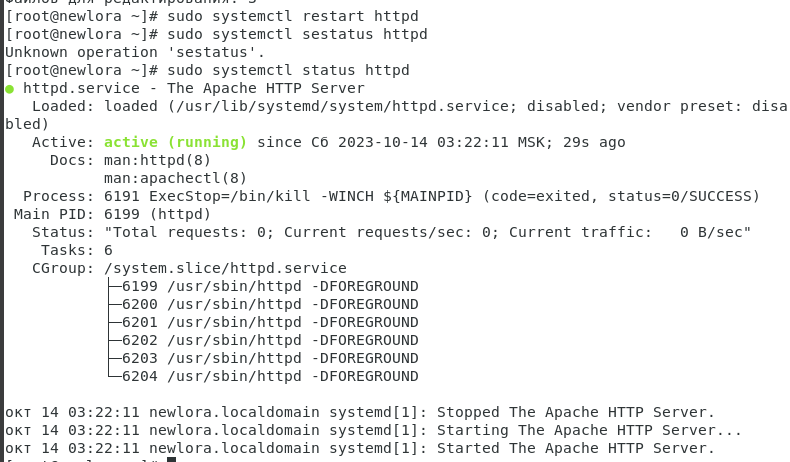 файлов для редактирования: 3
[root@newlora ~]# sudo systemctl restart httpd
[root@newlora ~]# sudo systemctl sestatus httpd
Unknown operation 'sestatus'.
[root@newlora ~]# sudo systemctl status httpd
● httpd.service - The Apache HTTP Server
   Loaded: loaded (/usr/lib/systemd/system/httpd.service; disabled; vendor preset: disa
bled)
   Active: active (running) since Сб 2023-10-14 03:22:11 MSK; 29s ago
     Docs: man:httpd(8)
           man:apachectl(8)
  Process: 6191 ExecStop=/bin/kill -WINCH ${MAINPID} (code=exited, status=0/SUCCESS)
 Main PID: 6199 (httpd)
   Status: "Total requests: 0; Current requests/sec: 0; Current traffic:   0 B/sec"
    Tasks: 6
   CGroup: /system.slice/httpd.service
           ├─6199 /usr/sbin/httpd -DFOREGROUND
           ├─6200 /usr/sbin/httpd -DFOREGROUND
           ├─6201 /usr/sbin/httpd -DFOREGROUND
           ├─6202 /usr/sbin/httpd -DFOREGROUND
           ├─6203 /usr/sbin/httpd -DFOREGROUND
           └─6204 /usr/sbin/httpd -DFOREGROUND
окт 14 03:22:11 newlora.localdomain systemd[1]: Stopped The Apache HTTP Server.
окт 14 03:22:11 newlora.localdomain systemd[1]: Starting The Apache HTTP Server...
окт 14 03:22:11 newlora.localdomain systemd[1]: Started The Apache HTTP Server.